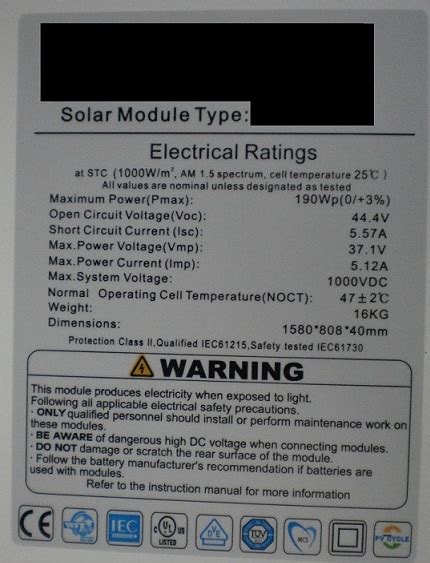 Solar Module Type:
Electrical Ratings
at STC (1000W/m², AM 1.5 spectrum, cell temperature 25℃)
All values are nominal unless designated as tested
Maximum Power(Pmax): 190Wp(0/+3%)
Open Circuit Voltage(Voc): 44.4V
Short Circuit Current (Isc): 5.57A
Max.Power Voltage(Vmp): 37.1V
Max.Power Current (Imp): 5.12A
Max.System Voltage: 1000VDC
Normal Operating Cell Temperature(NOCT): 47±2℃
Weight: 16KG
Dimensions: 1580*808*40mm
Protection Class II,Qualified IEC61215,Safety tested IEC61730
WARNING
This module produces electricity when exposed to light.
Following all applicable electrical safety precautions.
· ONLY qualified personnel should install or perform maintenance work on
these modules.
· BE AWARE of dangerous high DC voltage when connecting modules.
· DO NOT damage or scratch the rear surface of the module.
· Follow the battery manufacturer's recommendation if batteries are
used with modules.
Refer to the instruction manual for more information
CE IEC C UL US LISTED DVE TÜV MCS PV CYCLE